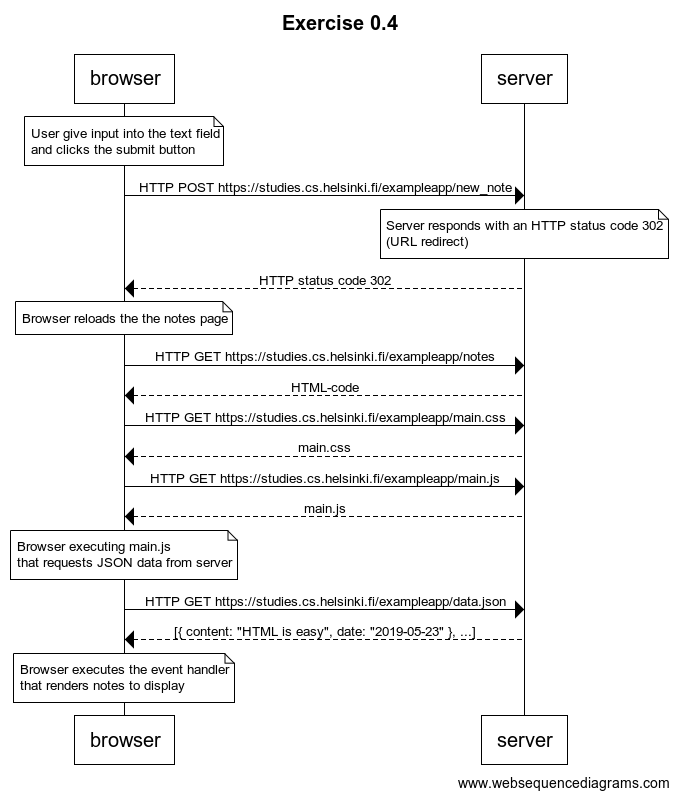 Exercise 0.4
browser
server
User give input into the text field
and clicks the submit button
HTTP POST https://studies.cs.helsinki.fi/exampleapp/new_note
Server responds with an HTTP status code 302
(URL redirect)
HTTP status code 302
Browser reloads the the notes page
HTTP GET https://studies.cs.helsinki.fi/exampleapp/notes
HTML-code
HTTP GET https://studies.cs.helsinki.fi/exampleapp/main.css
main.css
HTTP GET https://studies.cs.helsinki.fi/exampleapp/main.js
main.js
Browser executing main.js
that requests JSON data from server
HTTP GET https://studies.cs.helsinki.fi/exampleapp/data.json
[{ content: "HTML is easy", date: "2019-05-23" }, ...]
Browser executes the event handler
that renders notes to display
browser
server
www.websequencediagrams.com